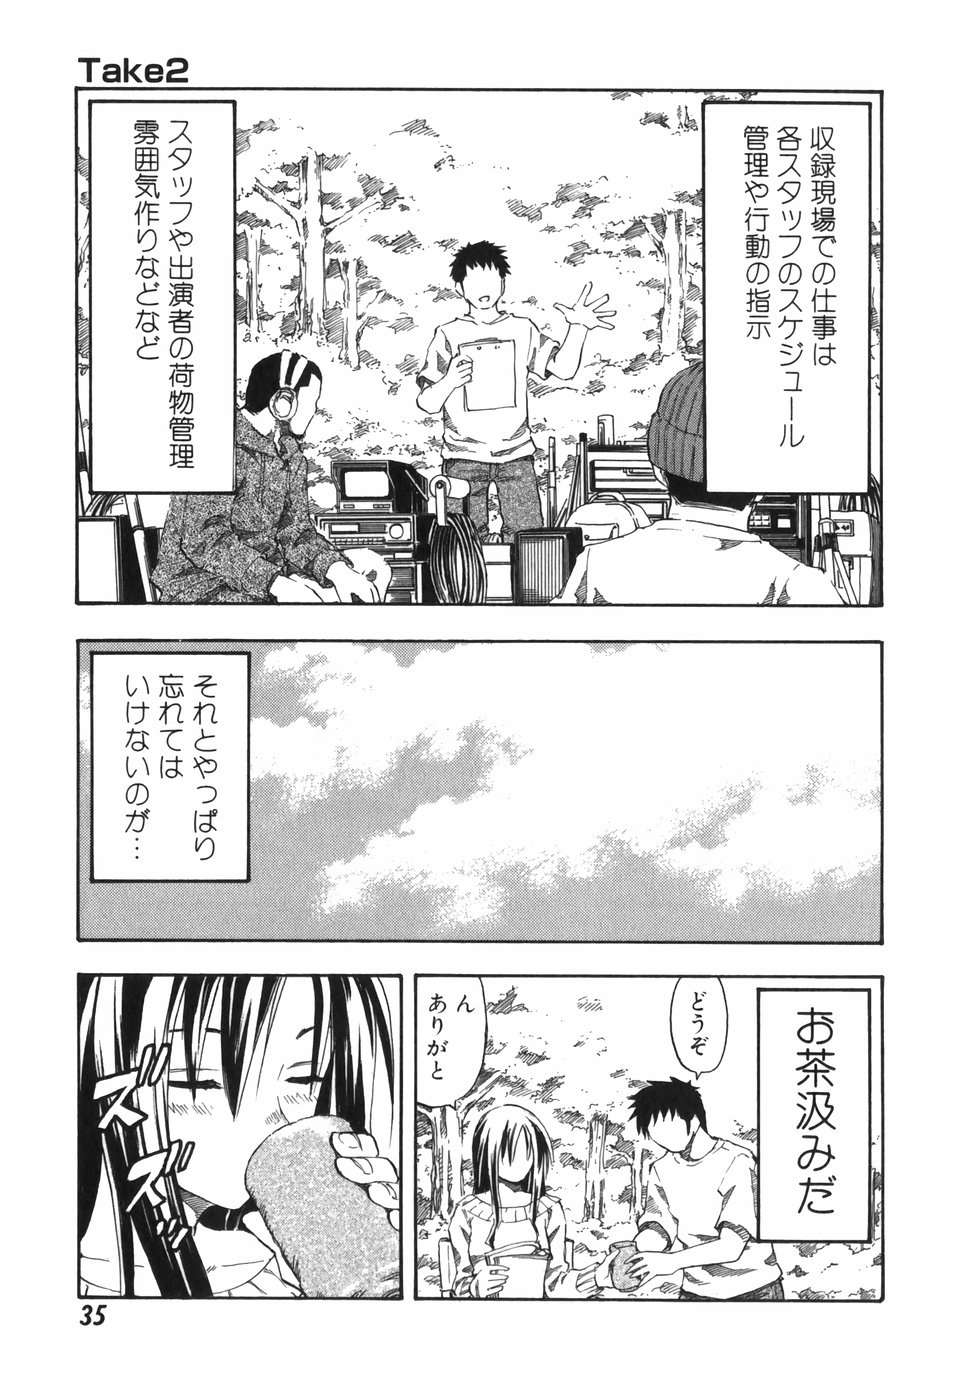 Take2
収録現場での仕事は
各スタッフのスケジュール
管理や行動の指示
スタッフや出演者の荷物管理
雰囲気作りなどなど
それとやっぱり
忘れては
いけないのが…
お茶汲みだ
どうぞ
ん
ありがと
ズズズズ
35